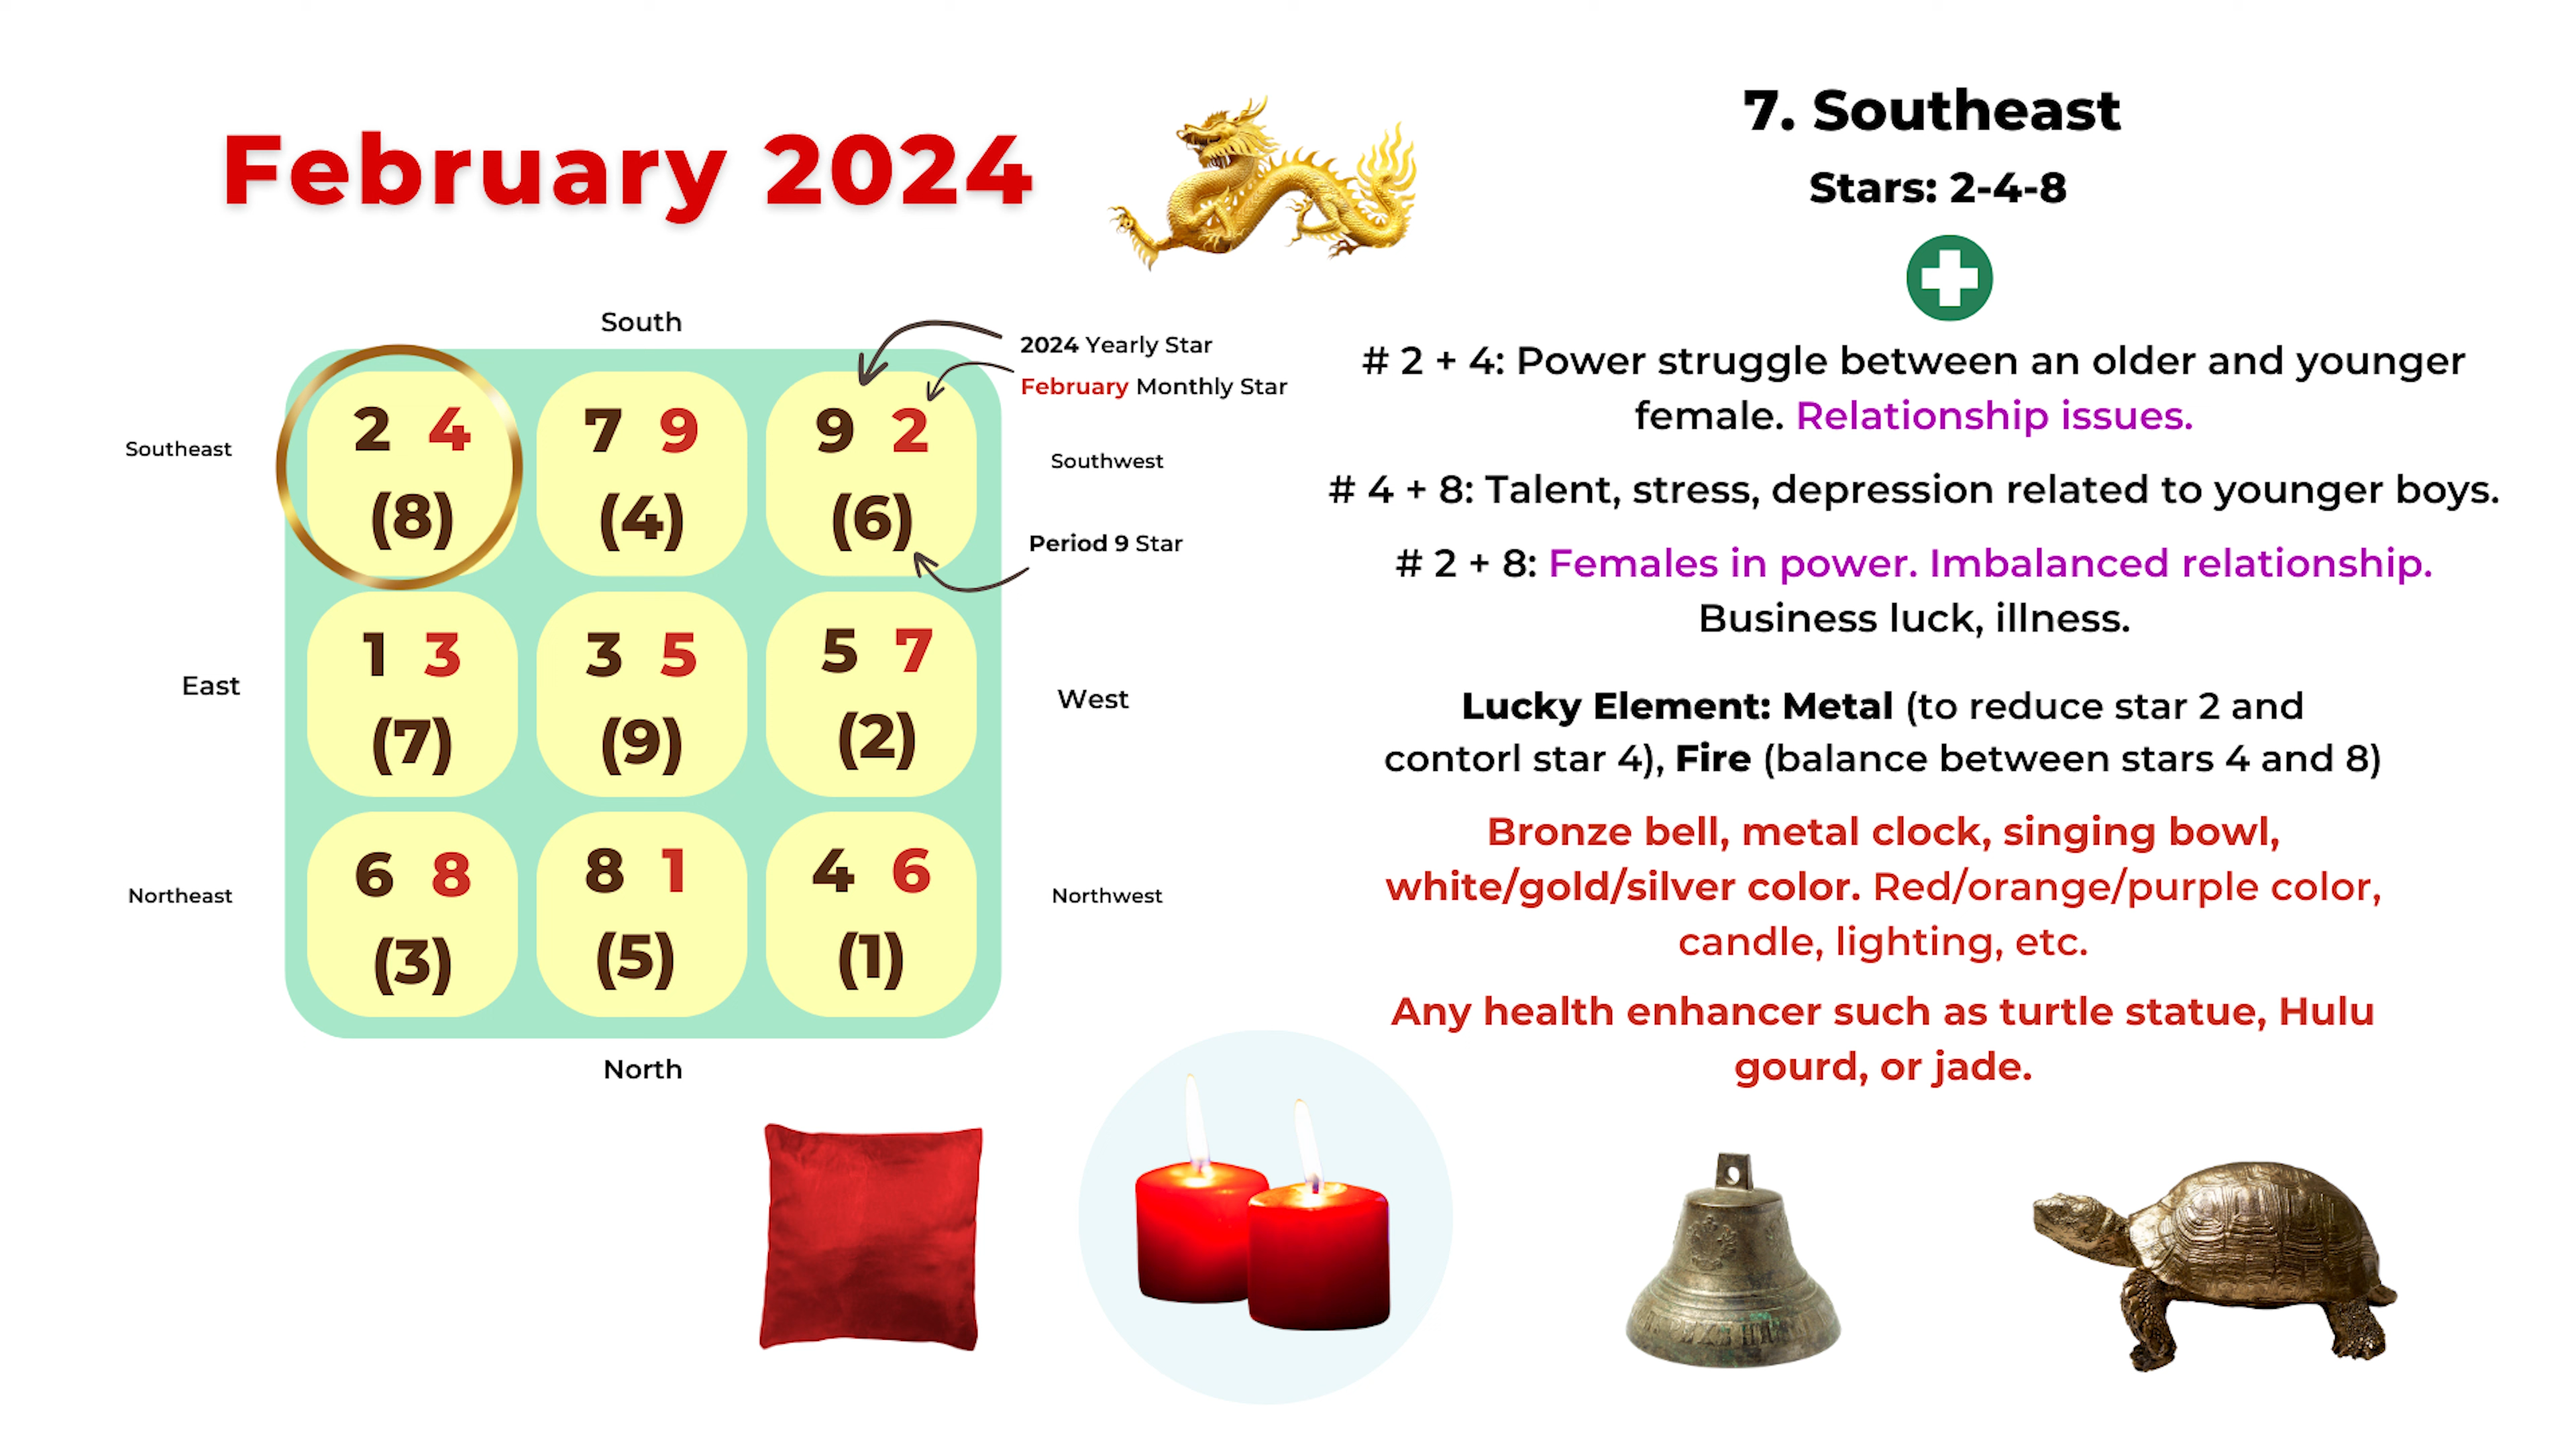 February 2024
South
2024 Yearly Star
February Monthly Star
Southeast
2 4
(8)
7 9
(4)
9 2
(6)
Southwest
Period 9 Star
East
1 3
(7)
3 5
(9)
5 7
(2)
West
Northeast
6 8
(3)
8 1
(5)
4 6
(1)
Northwest
North
7. Southeast
Stars: 2-4-8
# 2 + 4: Power struggle between an older and younger
female. Relationship issues.
# 4 + 8: Talent, stress, depression related to younger boys.
# 2 + 8: Females in power. Imbalanced relationship.
Business luck, illness.
Lucky Element: Metal (to reduce star 2 and
contorl star 4), Fire (balance between stars 4 and 8)
Bronze bell, metal clock, singing bowl,
white/gold/silver color. Red/orange/purple color,
candle, lighting, etc.
Any health enhancer such as turtle statue, Hulu
gourd, or jade.